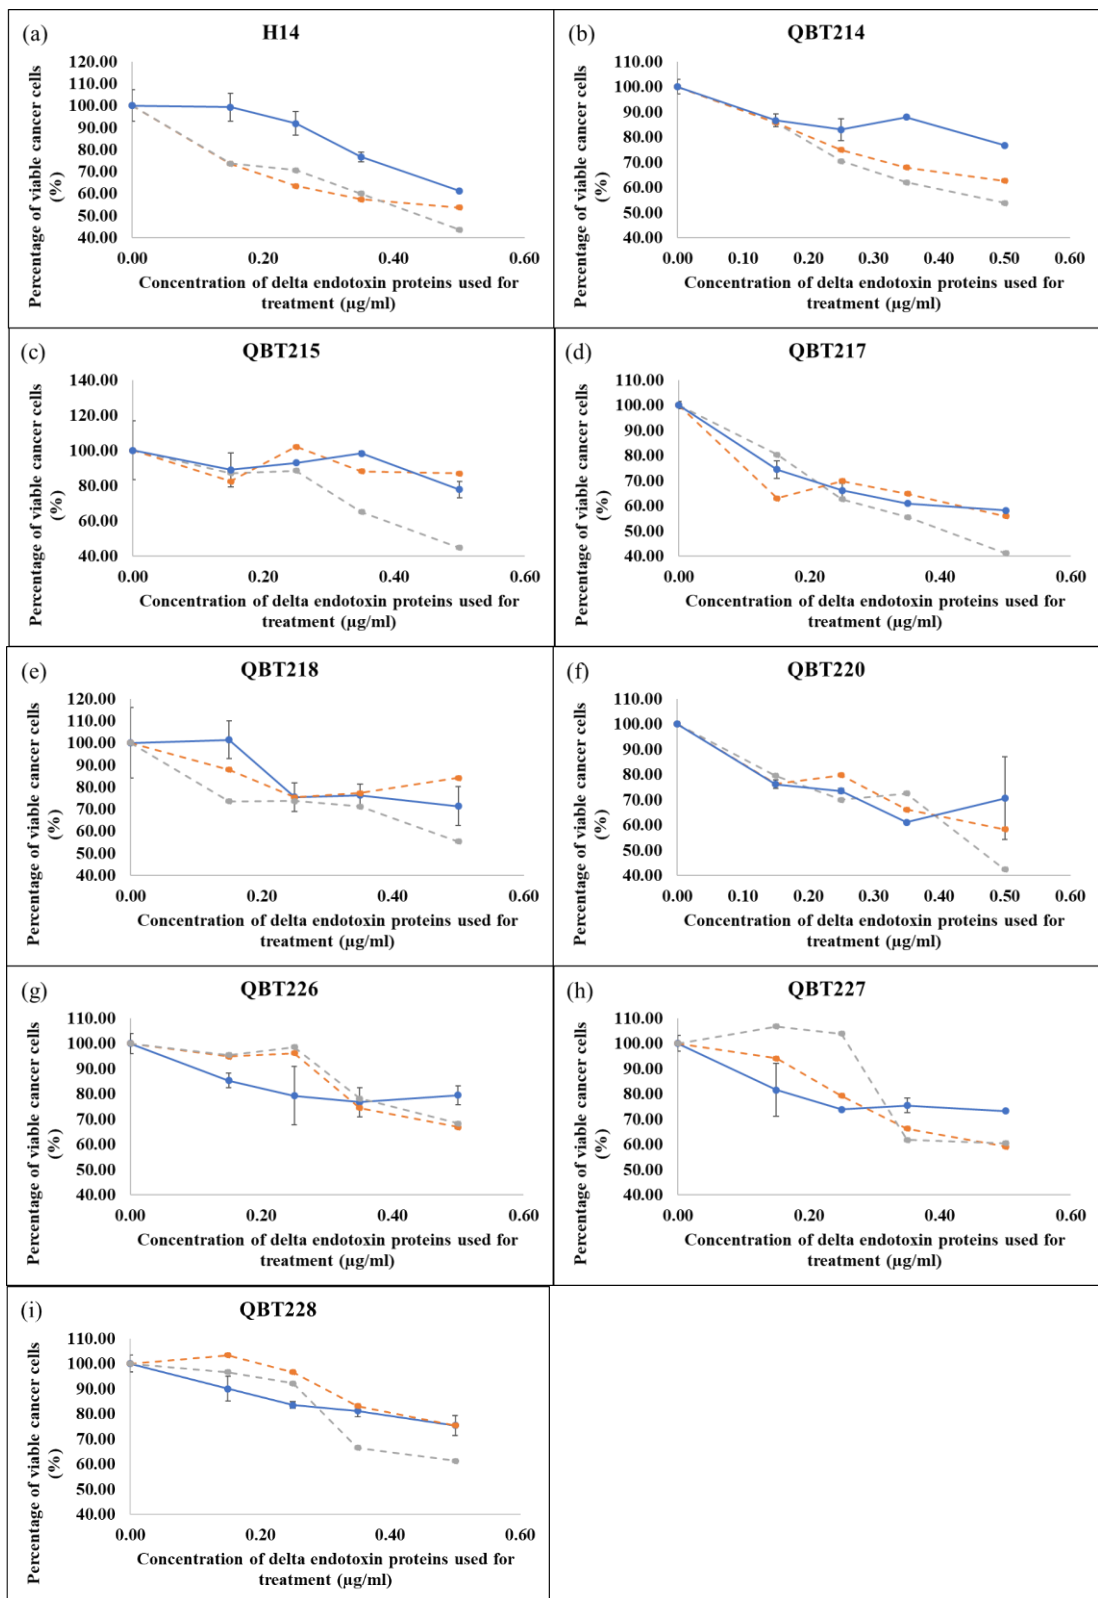 (a)
H14
120.00
110.00
100.00
90.00
80.00
70.00
60.00
50.00
40.00
0.00 0.20 0.40 0.60
Percentage of viable cancer cells
(%)
Concentration of delta endotoxin proteins used for
treatment (µg/ml)
(b)
QBT214
110.00
100.00
90.00
80.00
70.00
60.00
50.00
40.00
0.00 0.10 0.20 0.30 0.40 0.50 0.60
Percentage of viable cancer cells
(%)
Concentration of delta endotoxin proteins used for
treatment (µg/ml)
(c)
QBT215
140.00
120.00
100.00
80.00
60.00
40.00
0.00 0.20 0.40 0.60
Percentage of viable cancer cells
(%)
Concentration of delta endotoxin proteins used for
treatment (µg/ml)
(d)
QBT217
110.00
100.00
90.00
80.00
70.00
60.00
50.00
40.00
0.00 0.20 0.40 0.60
Percentage of viable cancer cells
(%)
Concentration of delta endotoxin proteins used for
treatment (µg/ml)
(e)
QBT218
120.00
110.00
100.00
90.00
80.00
70.00
60.00
50.00
40.00
0.00 0.20 0.40 0.60
Percentage of viable cancer cells
(%)
Concentration of delta endotoxin proteins used for
treatment (µg/ml)
(f)
QBT220
110.00
100.00
90.00
80.00
70.00
60.00
50.00
40.00
0.00 0.10 0.20 0.30 0.40 0.50 0.60
Percentage of viable cancer cells
(%)
Concentration of delta endotoxin proteins used for
treatment (µg/ml)
(g)
QBT226
110.00
100.00
90.00
80.00
70.00
60.00
50.00
40.00
0.00 0.20 0.40 0.60
Percentage of viable cancer cells
(%)
Concentration of delta endotoxin proteins used for
treatment (µg/ml)
(h)
QBT227
110.00
100.00
90.00
80.00
70.00
60.00
50.00
40.00
0.00 0.20 0.40 0.60
Percentage of viable cancer cells
(%)
Concentration of delta endotoxin proteins used for
treatment (µg/ml)
(i)
QBT228
110.00
100.00
90.00
80.00
70.00
60.00
50.00
40.00
0.00 0.20 0.40 0.60
Percentage of viable cancer cells
(%)
Concentration of delta endotoxin proteins used for
treatment (µg/ml)